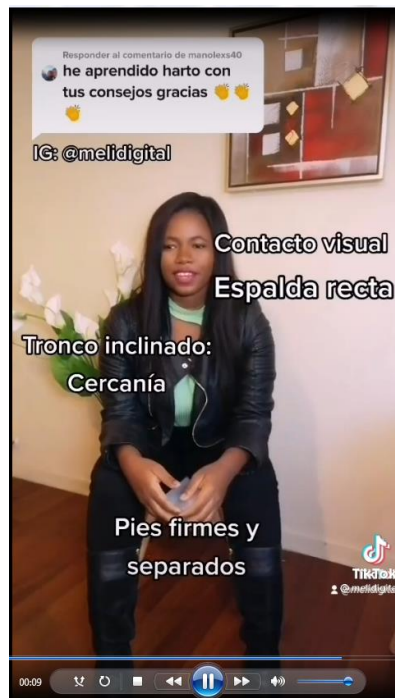 Responder al comentario de manolexs40
he aprendido harto con
tus consejos gracias 👏👏
👏
IG: @melidigital
Contacto visual
Espalda recta
Tronco inclinado:
Cercanía
Pies firmes y
separados
TikTok
@melidigital
00:09